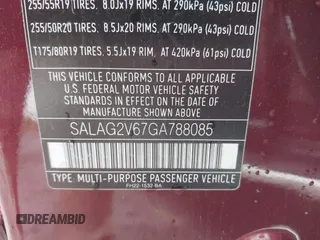 255/55R19 TIRES, 8.0Jx19 RIMS, AT 290kPa (43psi) COLD
255/50R20 TIRES, 8.5Jx20 RIMS, AT 290kPa (43psi) COLD
T175/80R19 TIRES, 5.5Jx19 RIM, AT 420kPa (61psi) COLD
THIS VEHICLE CONFORMS TO ALL APPLICABLE
U.S. FEDERAL MOTOR VEHICLE SAFETY
STANDARDS IN EFFECT ON THE DATE OF
MANUFACTURE SHOWN ABOVE.
SALAG2V67GA788085
TYPE: MULTI-PURPOSE PASSENGER VEHICLE
FH22-1532-BA
DREAMBID